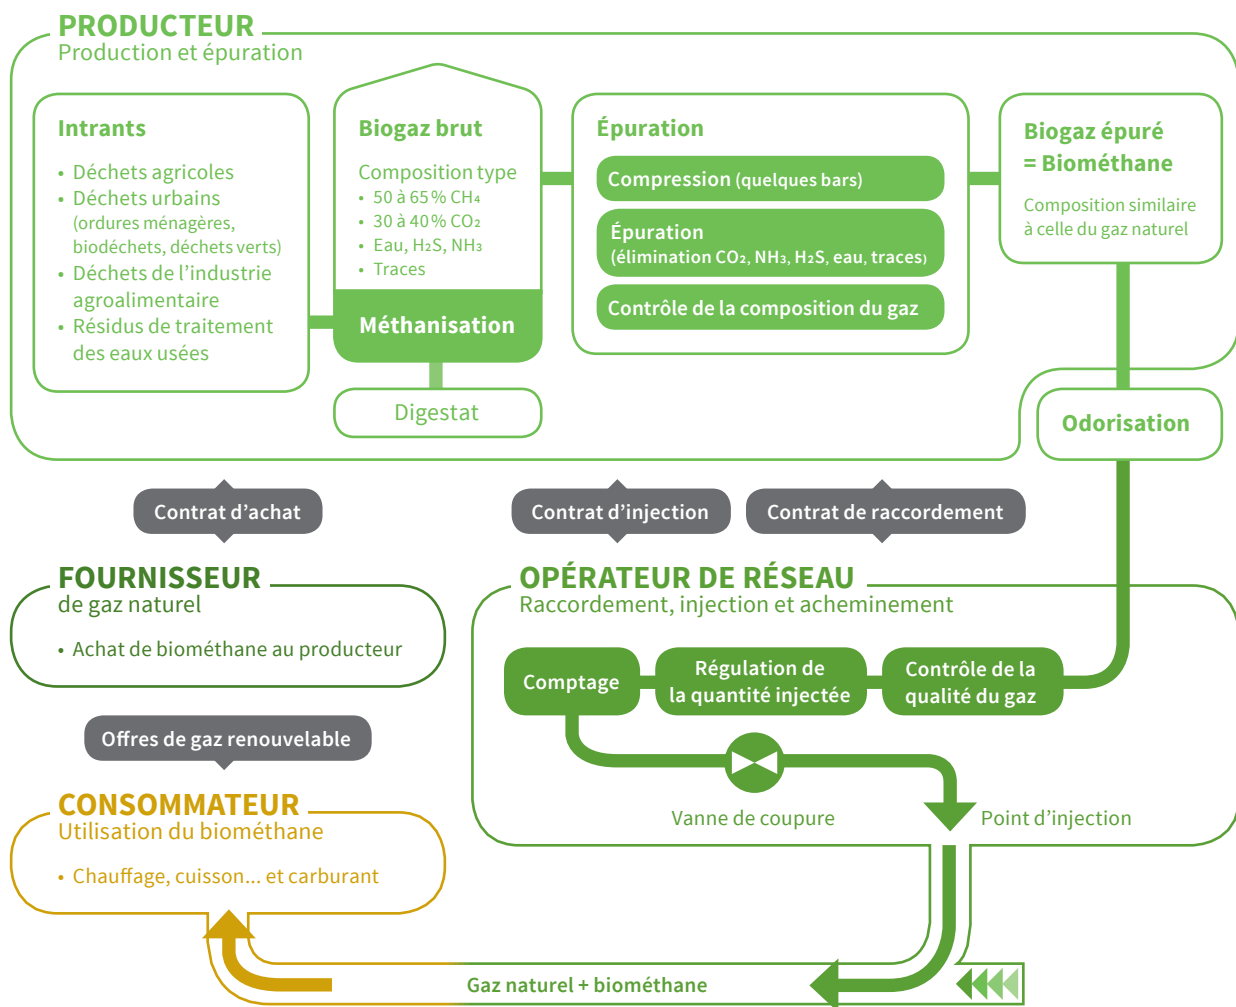 PRODUCTEUR
Production et épuration
Intrants
• Déchets agricoles
• Déchets urbains
(ordures ménagères,
biodéchets, déchets verts)
• Déchets de l’industrie
agroalimentaire
• Résidus de traitement
des eaux usées
Biogaz brut
Composition type
• 50 à 65 % CH₄
• 30 à 40 % CO₂
• Eau, H₂S, NH₃
• Traces
Méthanisation
Digestat
Épuration
Compression (quelques bars)
Épuration
(élimination CO₂, NH₃, H₂S, eau, traces)
Contrôle de la composition du gaz
Biogaz épuré
= Biométhane
Composition similaire
à celle du gaz naturel
Odorisation
Contrat d’achat
Contrat d’injection
Contrat de raccordement
FOURNISSEUR
de gaz naturel
• Achat de biométhane au producteur
OPÉRATEUR DE RÉSEAU
Raccordement, injection et acheminement
Comptage
Régulation de
la quantité injectée
Contrôle de la
qualité du gaz
Vanne de coupure
Point d’injection
Offres de gaz renouvelable
CONSOMMATEUR
Utilisation du biométhane
• Chauffage, cuisson... et carburant
Gaz naturel + biométhane